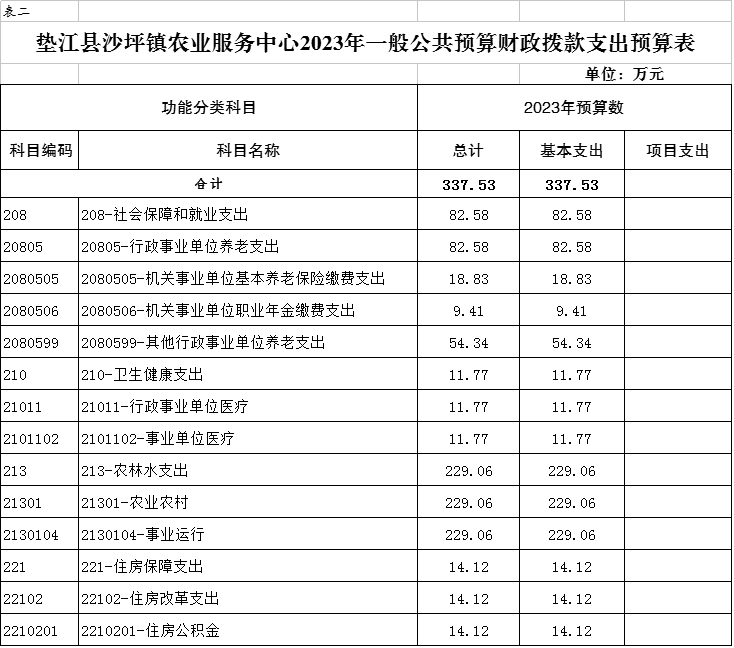 表二
垫江县沙坪镇农业服务中心2023年一般公共预算财政拨款支出预算表
单位：万元
功能分类科目 2023年预算数
科目编码 科目名称 总计 基本支出 项目支出
合计 337.53 337.53
208 208-社会保障和就业支出 82.58 82.58
20805 20805-行政事业单位养老支出 82.58 82.58
2080505 2080505-机关事业单位基本养老保险缴费支出 18.83 18.83
2080506 2080506-机关事业单位职业年金缴费支出 9.41 9.41
2080599 2080599-其他行政事业单位养老支出 54.34 54.34
210 210-卫生健康支出 11.77 11.77
21011 21011-行政事业单位医疗 11.77 11.77
2101102 2101102-事业单位医疗 11.77 11.77
213 213-农林水支出 229.06 229.06
21301 21301-农业农村 229.06 229.06
2130104 2130104-事业运行 229.06 229.06
221 221-住房保障支出 14.12 14.12
22102 22102-住房改革支出 14.12 14.12
2210201 2210201-住房公积金 14.12 14.12